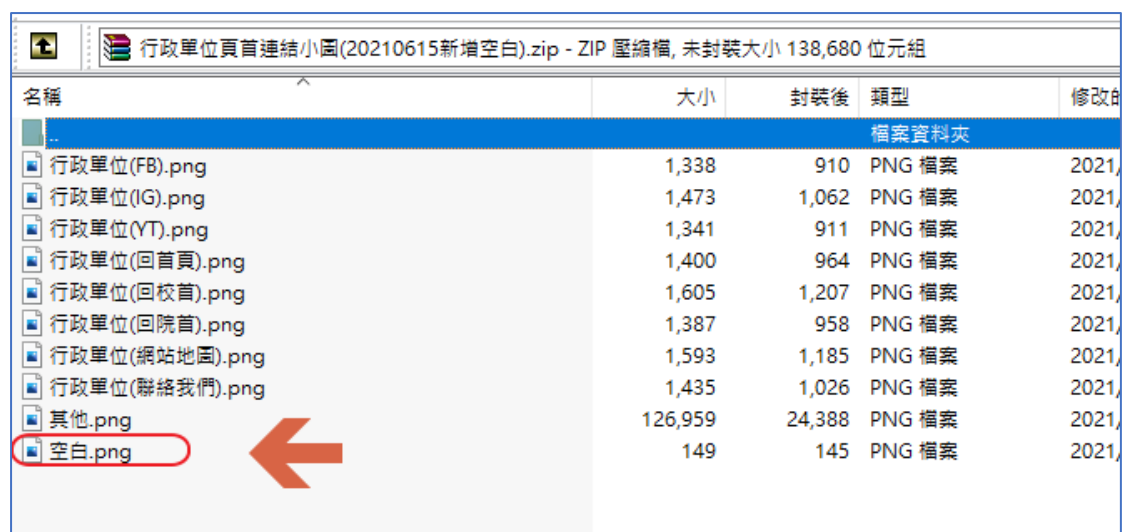 行政單位頁首連結小圖(20210615新增空白).zip - ZIP 壓縮檔, 未封裝大小 138,680 位元組
名稱 大小 封裝後 類型 修改的
.. 檔案資料夾
行政單位(FB).png 1,338 910 PNG 檔案 2021/
行政單位(IG).png 1,473 1,062 PNG 檔案 2021/
行政單位(YT).png 1,341 911 PNG 檔案 2021/
行政單位(回首頁).png 1,400 964 PNG 檔案 2021/
行政單位(回校首).png 1,605 1,207 PNG 檔案 2021/
行政單位(回院首).png 1,387 958 PNG 檔案 2021/
行政單位(網站地圖).png 1,593 1,185 PNG 檔案 2021/
行政單位(聯絡我們).png 1,435 1,026 PNG 檔案 2021/
其他.png 126,959 24,388 PNG 檔案 2021/
空白.png 149 145 PNG 檔案 2021/